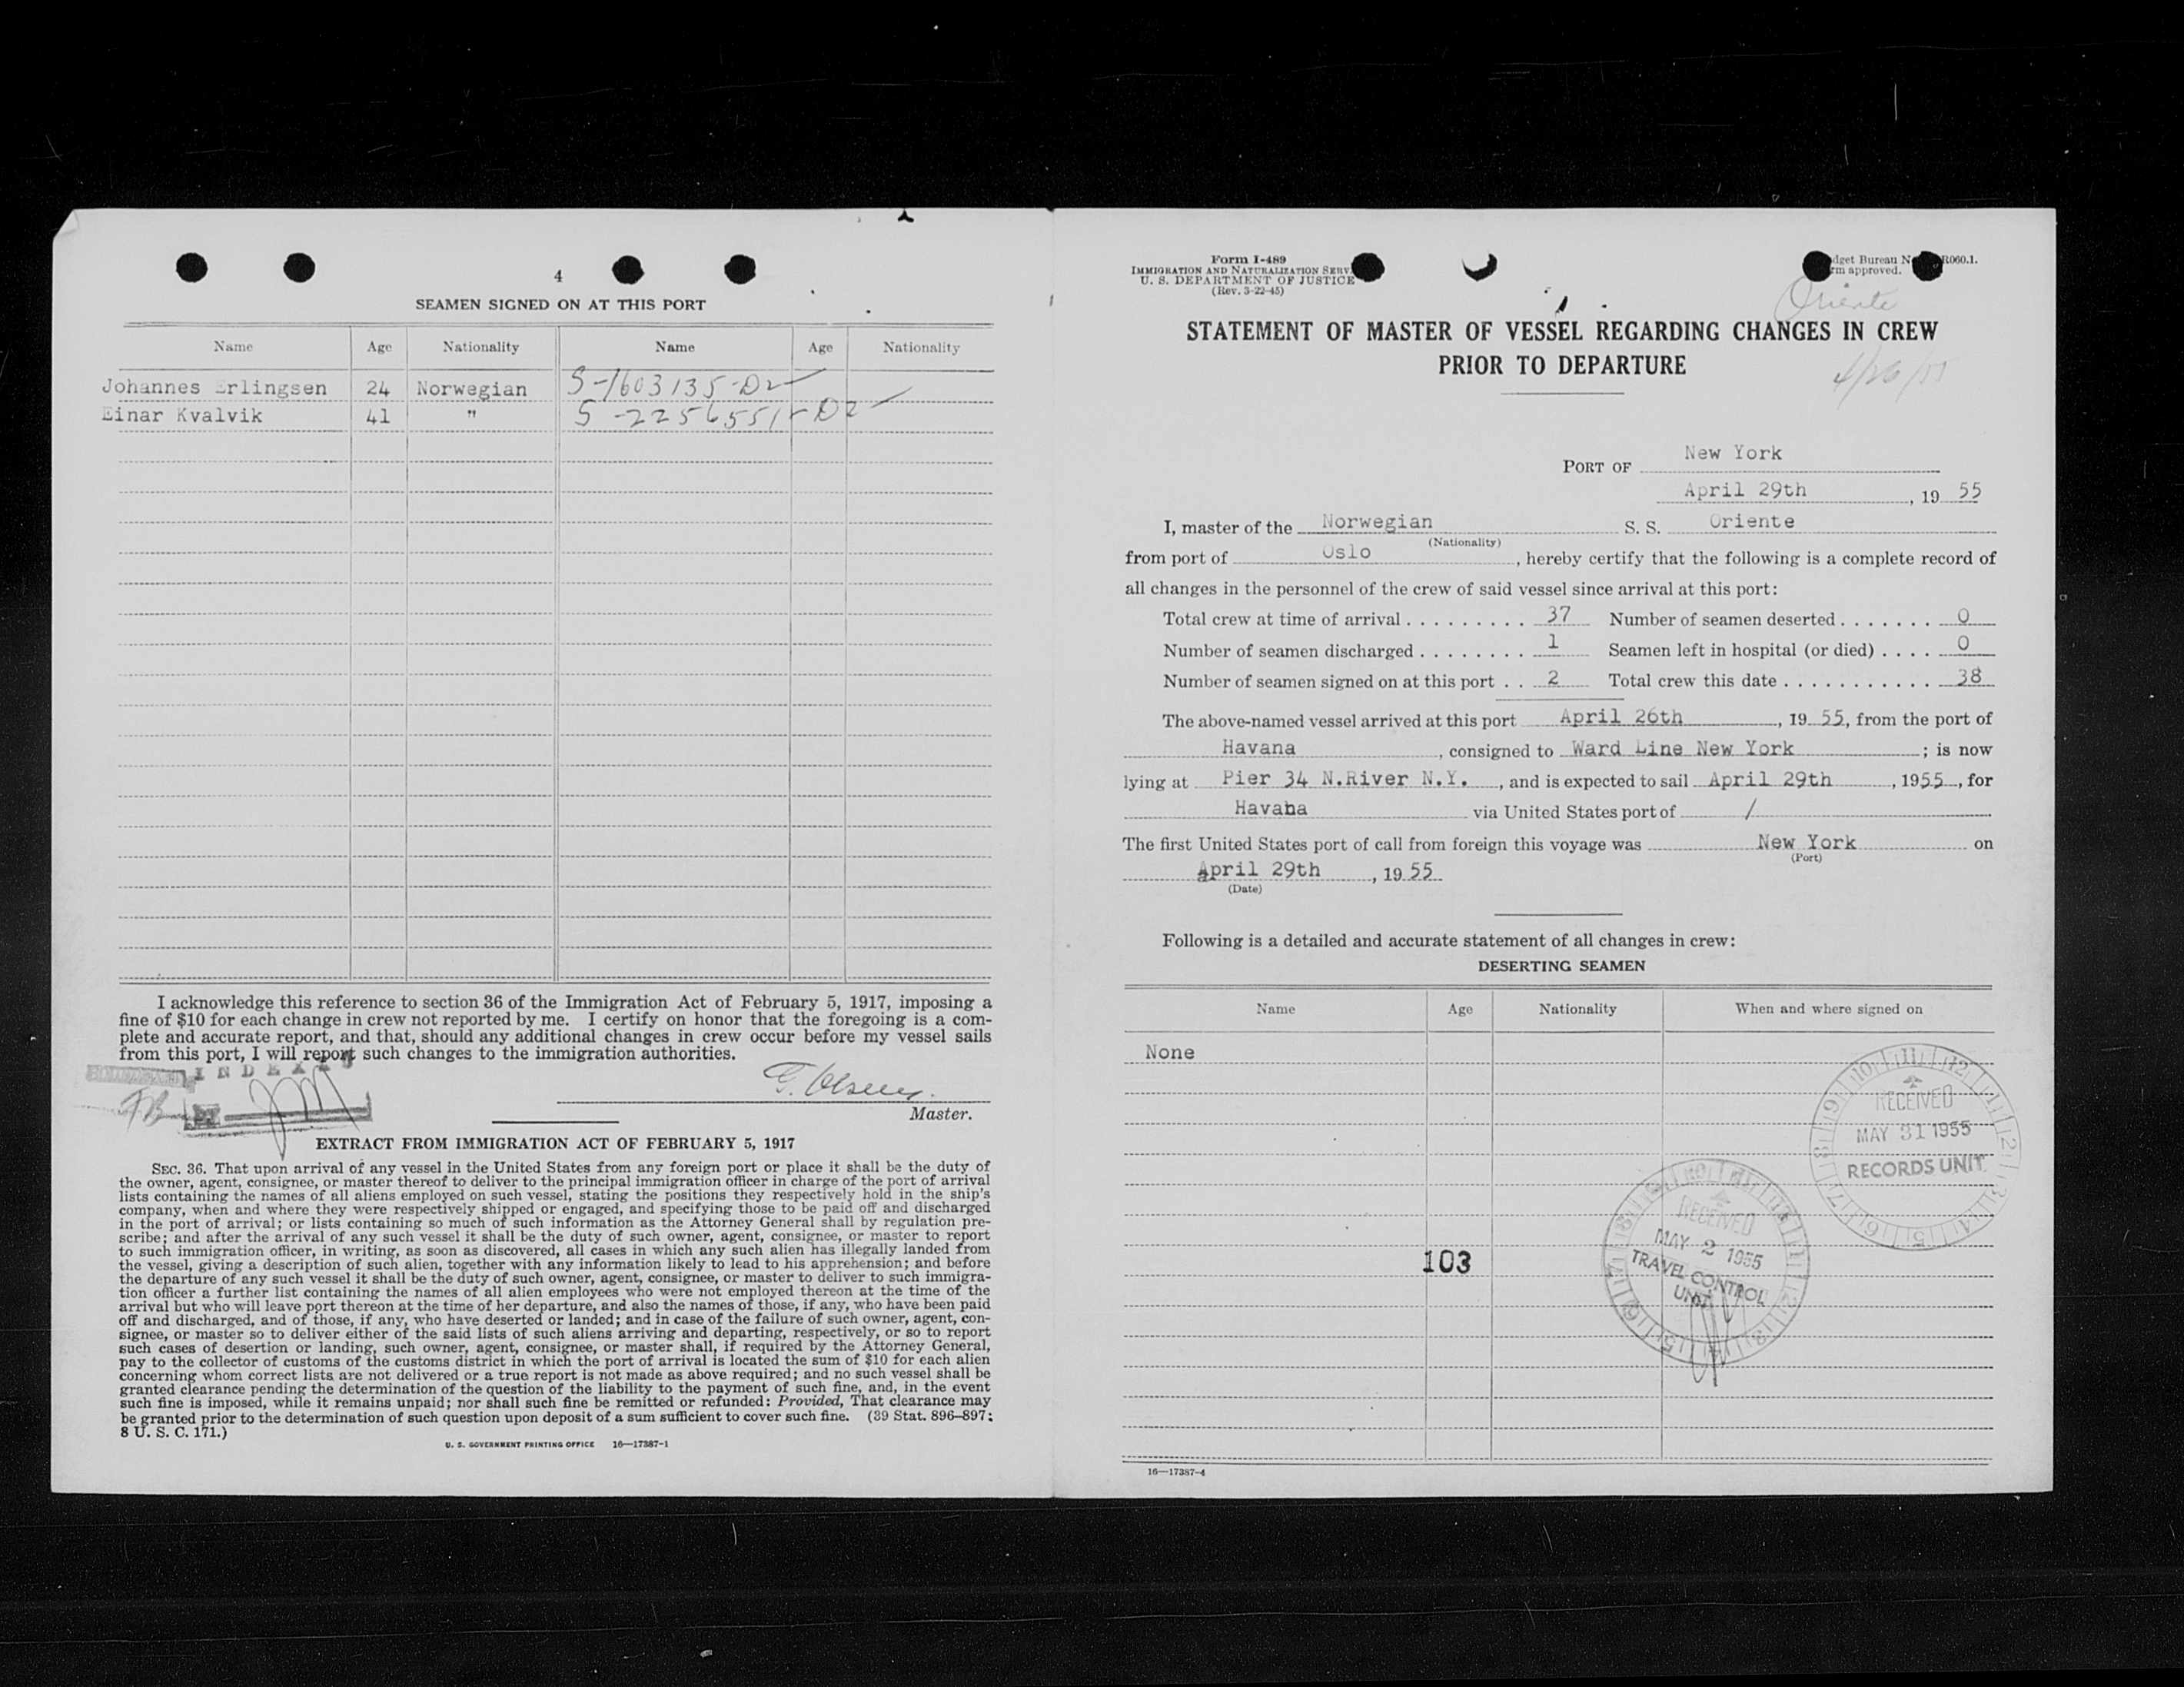 4
SEAMEN SIGNED ON AT THIS PORT
Name Age Nationality Name Age Nationality
Johannes Erlingsen 24 Norwegian S-1603135-D2
Einar Kvalvik 41 " S-2256551-D2
I acknowledge this reference to section 36 of the Immigration Act of February 5, 1917, imposing a
fine of $10 for each change in crew not reported by me. I certify on honor that the foregoing is a com-
plete and accurate report, and that, should any additional changes in crew occur before my vessel sails
from this port, I will report such changes to the immigration authorities.
INDEXED
G. Olsen.
Master.
EXTRACT FROM IMMIGRATION ACT OF FEBRUARY 5, 1917
SEC. 36. That upon arrival of any vessel in the United States from any foreign port or place it shall be the duty of
the owner, agent, consignee, or master thereof to deliver to the principal immigration officer in charge of the port of arrival
lists containing the names of all aliens employed on such vessel, stating the positions they respectively hold in the ship's
company, when and where they were respectively shipped or engaged, and specifying those to be paid off and discharged
in the port of arrival; or lists containing so much of such information as the Attorney General shall by regulation pre-
scribe; and after the arrival of any such vessel it shall be the duty of such owner, agent, consignee, or master to report
to such immigration officer, in writing, as soon as discovered, all cases in which any such alien has illegally landed from
the vessel, giving a description of such alien, together with any information likely to lead to his apprehension; and before
the departure of any such vessel it shall be the duty of such owner, agent, consignee, or master to deliver to such immigra-
tion officer a further list containing the names of all alien employees who were not employed thereon at the time of the
arrival but who will leave port thereon at the time of her departure, and also the names of those, if any, who have been paid
off and discharged, and of those, if any, who have deserted or landed; and in case of the failure of such owner, agent, con-
signee, or master so to deliver either of the said lists of such aliens arriving and departing, respectively, or so to report
such cases of desertion or landing, such owner, agent, consignee, or master shall, if required by the Attorney General,
pay to the collector of customs of the customs district in which the port of arrival is located the sum of $10 for each alien
concerning whom correct lists are not delivered or a true report is not made as above required; and no such vessel shall be
granted clearance pending the determination of the question of the liability to the payment of such fine, and, in the event
such fine is imposed, while it remains unpaid; nor shall such fine be remitted or refunded: Provided, That clearance may
be granted prior to the determination of such question upon deposit of a sum sufficient to cover such fine. (39 Stat. 896–897;
8 U. S. C. 171.)
U. S. GOVERNMENT PRINTING OFFICE 16—17387-1
Form I-489
IMMIGRATION AND NATURALIZATION SERV
U. S. DEPARTMENT OF JUSTICE
(Rev. 3-22-45)
dget Bureau N R060.1.
rm approved.
Oriente
STATEMENT OF MASTER OF VESSEL REGARDING CHANGES IN CREW
PRIOR TO DEPARTURE
4/26/55
PORT OF New York
April 29th, 19 55
I, master of the Norwegian S. S. Oriente
(Nationality)
from port of Oslo, hereby certify that the following is a complete record of
all changes in the personnel of the crew of said vessel since arrival at this port:
Total crew at time of arrival 37 Number of seamen deserted 0
Number of seamen discharged 1 Seamen left in hospital (or died) 0
Number of seamen signed on at this port 2 Total crew this date 38
The above-named vessel arrived at this port April 26th, 19 55, from the port of
Havana, consigned to Ward Line New York; is now
lying at Pier 34 N.River N.Y., and is expected to sail April 29th, 1955, for
Havana via United States port of /
The first United States port of call from foreign this voyage was New York on
(Port)
April 29th, 19 55
(Date)
Following is a detailed and accurate statement of all changes in crew:
DESERTING SEAMEN
Name Age Nationality When and where signed on
None
RECEIVED
MAY 31 1955
RECORDS UNIT
103
RECEIVED
MAY 2 1955
TRAVEL CONTROL
UNIT
16—17387-4